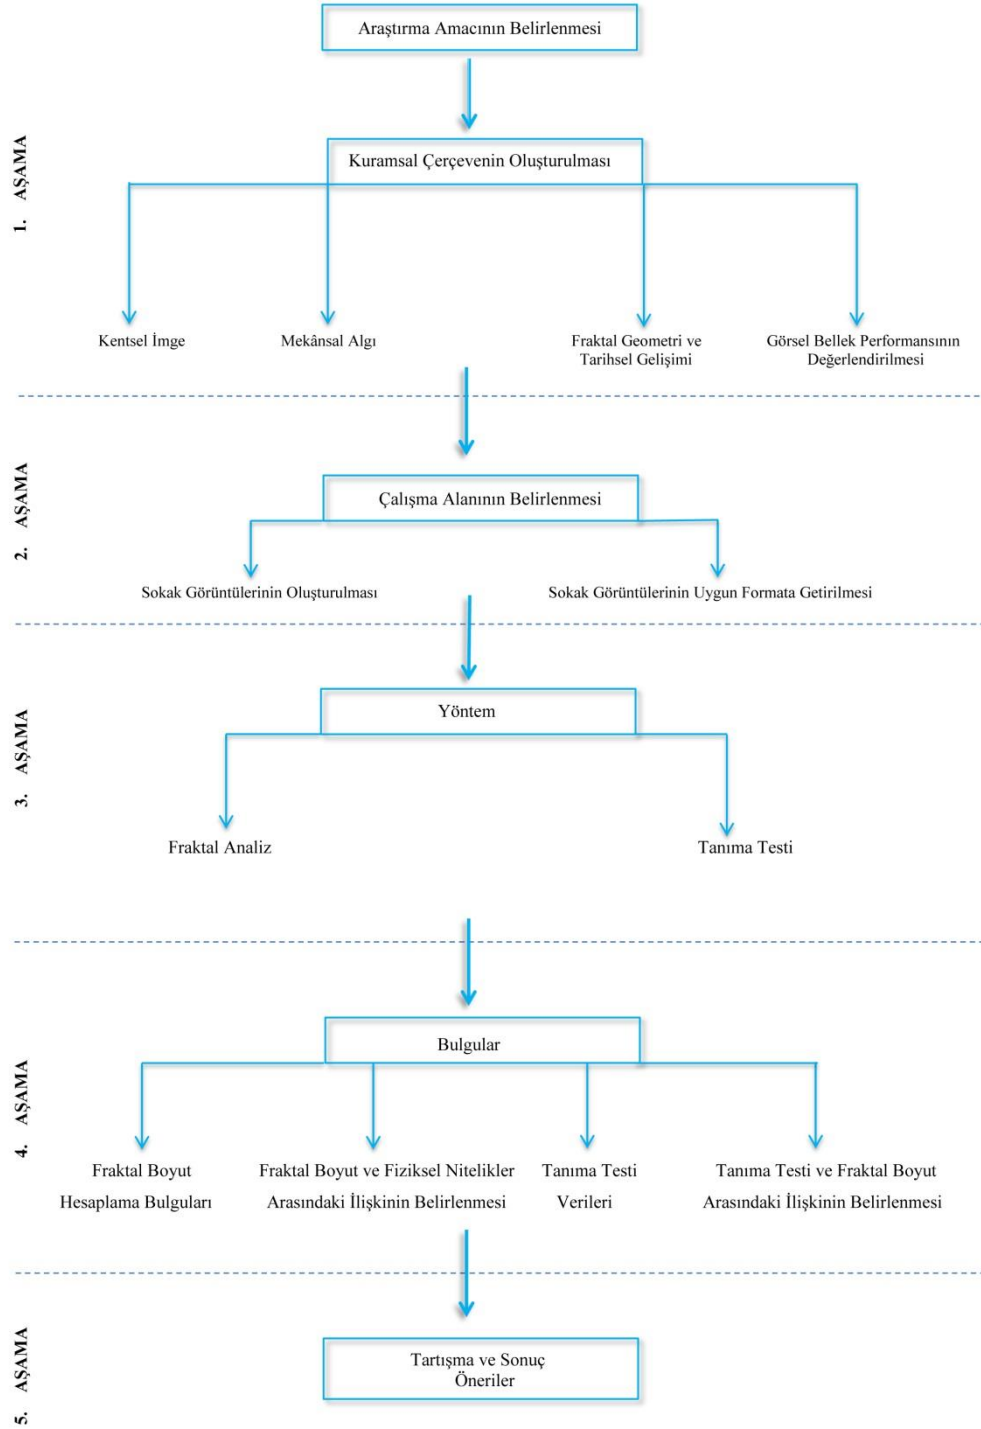 Araştırma Amacının Belirlenmesi
1. AŞAMA
Kuramsal Çerçevenin Oluşturulması
Kentsel İmge
Mekânsal Algı
Fraktal Geometri ve
Tarihsel Gelişimi
Görsel Bellek Performansının
Değerlendirilmesi
2. AŞAMA
Çalışma Alanının Belirlenmesi
Sokak Görüntülerinin Oluşturulması
Sokak Görüntülerinin Uygun Formata Getirilmesi
3. AŞAMA
Yöntem
Fraktal Analiz
Tanıma Testi
4. AŞAMA
Bulgular
Fraktal Boyut
Hesaplama Bulguları
Fraktal Boyut ve Fiziksel Nitelikler
Arasındaki İlişkinin Belirlenmesi
Tanıma Testi
Verileri
Tanıma Testi ve Fraktal Boyut
Arasındaki İlişkinin Belirlenmesi
5. AŞAMA
Tartışma ve Sonuç
Öneriler